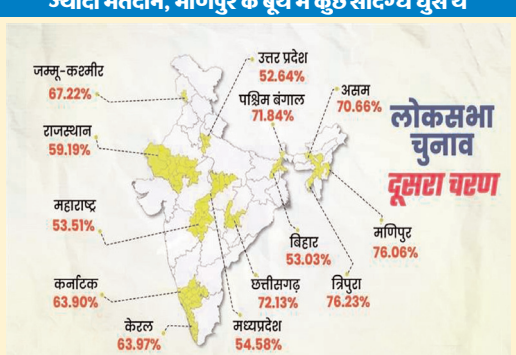 ज्यादा मतदान, मणिपुर के बूथ में कुछ संदिग्ध घुसे थे
उत्तर प्रदेश
52.64%
जम्मू-कश्मीर
67.22%
पश्चिम बंगाल
71.84%
असम
70.66%
लोकसभा
चुनाव
दूसरा चरण
राजस्थान
59.19%
महाराष्ट्र
53.51%
मणिपुर
76.06%
बिहार
53.03%
कर्नाटक
63.90%
छत्तीसगढ़
72.13%
त्रिपुरा
76.23%
केरल
63.97%
मध्यप्रदेश
54.58%